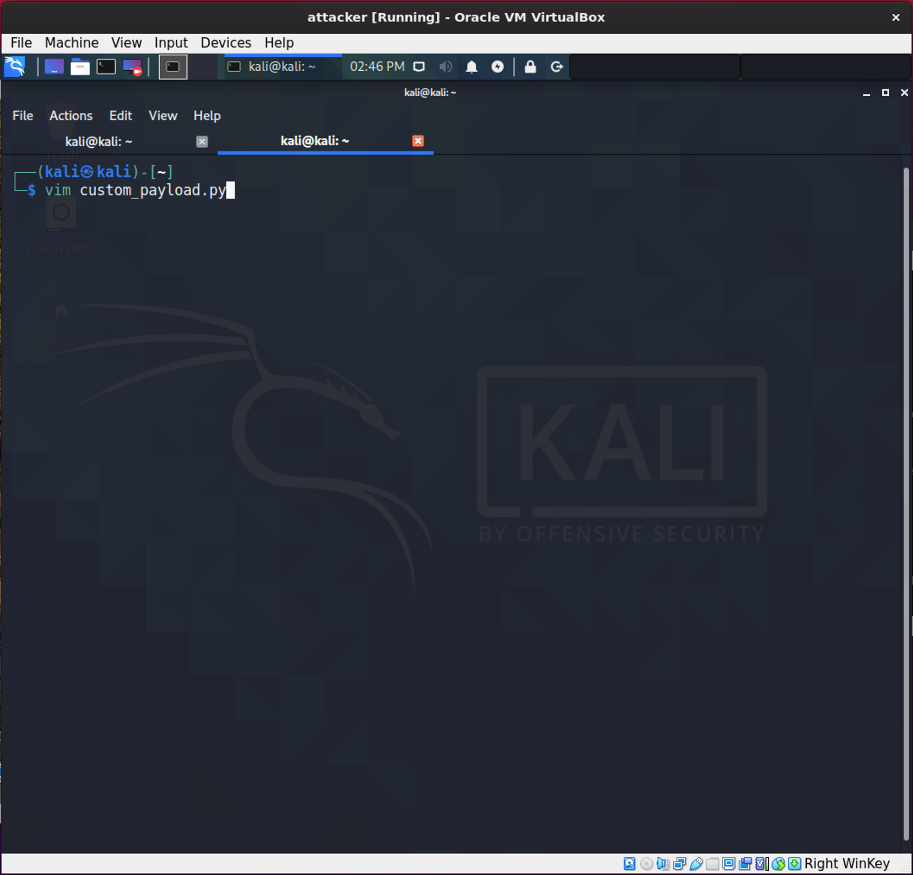 attacker [Running] - Oracle VM VirtualBox
File Machine View Input Devices Help
kali@kali: ~ 02:46 PM
kali@kali: ~
File Actions Edit View Help
kali@kali: ~ kali@kali: ~
┌──(kali㉿kali)-[~]
└─$ vim custom_payload.py
File System
Home
KALI
BY OFFENSIVE SECURITY
Right WinKey